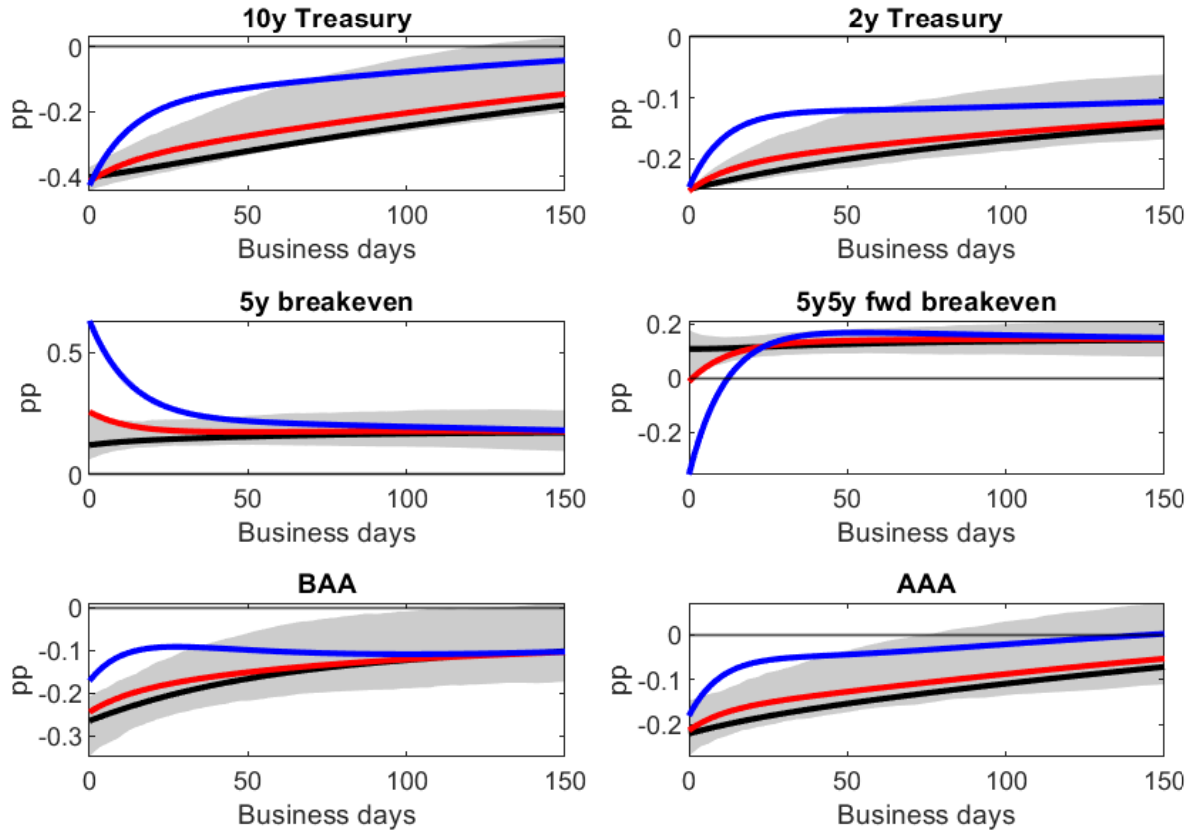 10y Treasury
0
-0.2
-0.4
pp
0 50 100 150
Business days
2y Treasury
0
-0.1
-0.2
pp
0 50 100 150
Business days
5y breakeven
0.5
0
pp
0 50 100 150
Business days
5y5y fwd breakeven
0.2
0
-0.2
pp
0 50 100 150
Business days
BAA
0
-0.1
-0.2
-0.3
pp
0 50 100 150
Business days
AAA
0
-0.1
-0.2
pp
0 50 100 150
Business days